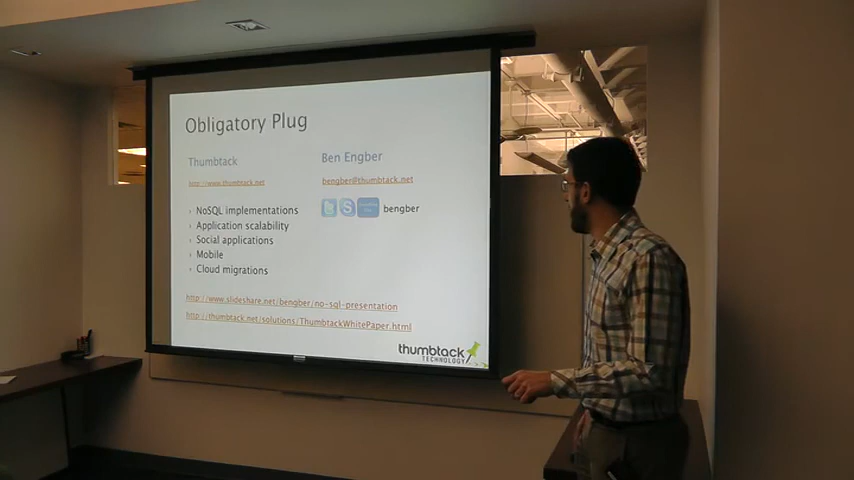 Obligatory Plug
Thumbtack
http://www.thumbtack.net
Ben Engber
bengber@thumbtack.net
bengber
› NoSQL implementations
› Application scalability
› Social applications
› Mobile
› Cloud migrations
http://www.slideshare.net/bengber/no-sql-presentation
http://thumbtack.net/solutions/ThumbtackWhitePaper.html
thumbtack
TECHNOLOGY